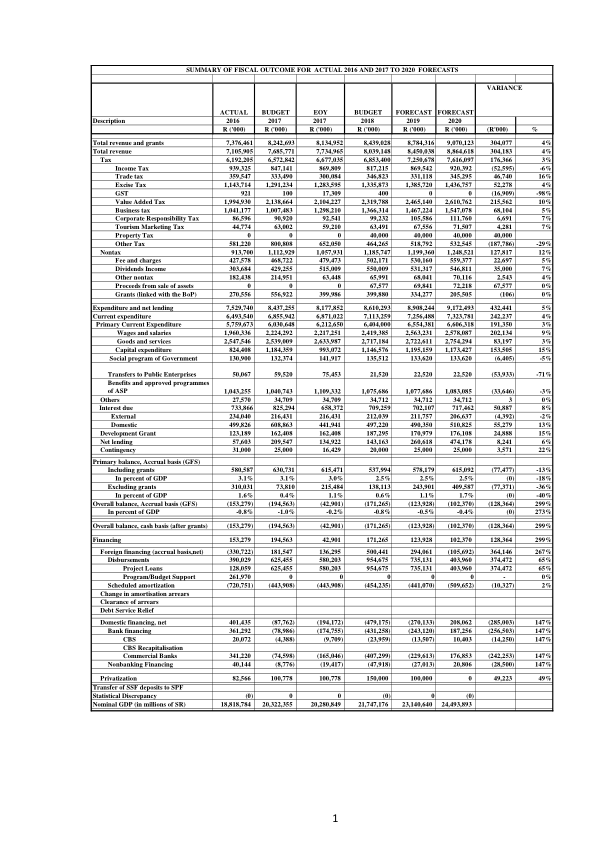 SUMMARY OF FISCAL OUTCOME FOR ACTUAL 2016 AND 2017 TO 2020 FORECASTS
VARIANCE
ACTUAL BUDGET EOY BUDGET FORECAST FORECAST
Description 2016 2017 2017 2018 2019 2020
R ('000) R ('000) R ('000) R ('000) R ('000) R ('000) (R'000) %
Total revenue and grants 7,376,461 8,242,693 8,134,952 8,439,028 8,784,316 9,070,123 304,077 4%
Total revenue 7,105,905 7,685,771 7,734,965 8,039,148 8,450,038 8,864,618 304,183 4%
Tax 6,192,205 6,572,842 6,677,035 6,853,400 7,250,678 7,616,097 176,366 3%
Income Tax 939,325 847,141 869,809 817,215 869,542 920,392 (52,595) -6%
Trade tax 359,547 333,490 300,084 346,823 331,118 345,295 46,740 16%
Excise Tax 1,143,714 1,291,234 1,283,595 1,335,873 1,385,720 1,436,757 52,278 4%
GST 921 100 17,309 400 0 0 (16,909) -98%
Value Added Tax 1,994,930 2,138,664 2,104,227 2,319,788 2,465,140 2,610,762 215,562 10%
Business tax 1,041,177 1,007,483 1,298,210 1,366,314 1,467,224 1,547,078 68,104 5%
Corporate Responsibility Tax 86,596 90,920 92,541 99,232 105,586 111,760 6,691 7%
Tourism Marketing Tax 44,774 63,002 59,210 63,491 67,556 71,507 4,281 7%
Property Tax 0 0 0 40,000 40,000 40,000 40,000
Other Tax 581,220 800,808 652,050 464,265 518,792 532,545 (187,786) -29%
Nontax 913,700 1,112,929 1,057,931 1,185,747 1,199,360 1,248,521 127,817 12%
Fee and charges 427,578 468,722 479,473 502,171 530,160 559,377 22,697 5%
Dividends Income 303,684 429,255 515,009 550,009 531,317 546,811 35,000 7%
Other nontax 182,438 214,951 63,448 65,991 68,041 70,116 2,543 4%
Proceeds from sale of assets 0 0 0 67,577 69,841 72,218 67,577 0%
Grants (linked with the BoP) 270,556 556,922 399,986 399,880 334,277 205,505 (106) 0%
Expenditure and net lending 7,529,740 8,437,255 8,177,852 8,610,293 8,908,244 9,172,493 432,441 5%
Current expenditure 6,493,540 6,855,942 6,871,022 7,113,259 7,256,488 7,323,781 242,237 4%
Primary Current Expenditure 5,759,673 6,030,648 6,212,650 6,404,000 6,554,381 6,606,318 191,350 3%
Wages and salaries 1,960,336 2,224,292 2,217,251 2,419,385 2,563,231 2,578,087 202,134 9%
Goods and services 2,547,546 2,539,009 2,633,987 2,717,184 2,722,611 2,754,294 83,197 3%
Capital expenditure 824,408 1,184,359 993,072 1,146,576 1,195,159 1,173,427 153,505 15%
Social program of Government 130,900 132,374 141,917 135,512 133,620 133,620 (6,405) -5%
Transfers to Public Enterprises 50,067 59,520 75,453 21,520 22,520 22,520 (53,933) -71%
Benefits and approved programmes
of ASP 1,043,255 1,040,743 1,109,332 1,075,686 1,077,686 1,083,085 (33,646) -3%
Others 27,570 34,709 34,709 34,712 34,712 34,712 3 0%
Interest due 733,866 825,294 658,372 709,259 702,107 717,462 50,887 8%
External 234,040 216,431 216,431 212,039 211,757 206,637 (4,392) -2%
Domestic 499,826 608,863 441,941 497,220 490,350 510,825 55,279 13%
Development Grant 123,189 162,408 162,408 187,295 170,979 176,108 24,888 15%
Net lending 57,603 209,547 134,922 143,163 260,618 474,178 8,241 6%
Contingency 31,000 25,000 16,429 20,000 25,000 25,000 3,571 22%
Primary balance, Accrual basis (GFS)
Including grants 580,587 630,731 615,471 537,994 578,179 615,092 (77,477) -13%
In percent of GDP 3.1% 3.1% 3.0% 2.5% 2.5% 2.5% (0) -18%
Excluding grants 310,031 73,810 215,484 138,113 243,901 409,587 (77,371) -36%
In percent of GDP 1.6% 0.4% 1.1% 0.6% 1.1% 1.7% (0) -40%
Overall balance, Accrual basis (GFS) (153,279) (194,563) (42,901) (171,265) (123,928) (102,370) (128,364) 299%
In percent of GDP -0.8% -1.0% -0.2% -0.8% -0.5% -0.4% (0) 273%
Overall balance, cash basis (after grants) (153,279) (194,563) (42,901) (171,265) (123,928) (102,370) (128,364) 299%
Financing 153,279 194,563 42,901 171,265 123,928 102,370 128,364 299%
Foreign financing (accrual basis,net) (330,722) 181,547 136,295 500,441 294,061 (105,692) 364,146 267%
Disbursements 390,029 625,455 580,203 954,675 735,131 403,960 374,472 65%
Project Loans 128,059 625,455 580,203 954,675 735,131 403,960 374,472 65%
Program/Budget Support 261,970 0 0 0 0 0 - 0%
Scheduled amortization (720,751) (443,908) (443,908) (454,235) (441,070) (509,652) (10,327) 2%
Change in amortisation arrears
Clearance of arrears
Debt Service Relief
Domestic financing, net 401,435 (87,762) (194,172) (479,175) (270,133) 208,062 (285,003) 147%
Bank financing 361,292 (78,986) (174,755) (431,258) (243,120) 187,256 (256,503) 147%
CBS 20,072 (4,388) (9,709) (23,959) (13,507) 10,403 (14,250) 147%
CBS Recapitalisation
Commercial Banks 341,220 (74,598) (165,046) (407,299) (229,613) 176,853 (242,253) 147%
Nonbanking Financing 40,144 (8,776) (19,417) (47,918) (27,013) 20,806 (28,500) 147%
Privatization 82,566 100,778 100,778 150,000 100,000 0 49,223 49%
Transfer of SSF deposits to SPF
Statistical Discrepancy (0) 0 0 (0) 0 (0)
Nominal GDP (in millions of SR) 18,818,784 20,322,355 20,280,849 21,747,176 23,140,640 24,493,893
1